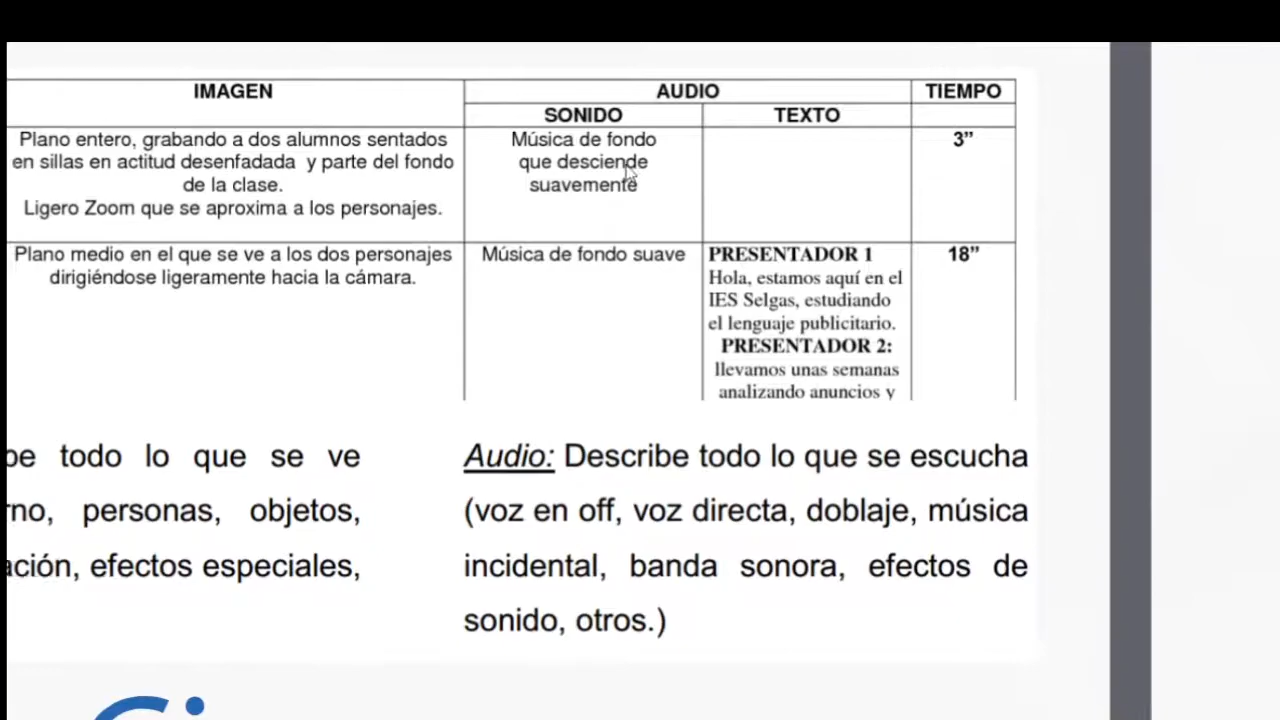 IMAGEN
AUDIO
TIEMPO
SONIDO
TEXTO
Plano entero, grabando a dos alumnos sentados
en sillas en actitud desenfadada y parte del fondo
de la clase.
Ligero Zoom que se aproxima a los personajes.
Música de fondo
que desciende
suavemente
3”
Plano medio en el que se ve a los dos personajes
dirigiéndose ligeramente hacia la cámara.
Música de fondo suave
PRESENTADOR 1
Hola, estamos aquí en el
IES Selgas, estudiando
el lenguaje publicitario.
PRESENTADOR 2:
llevamos unas semanas
analizando anuncios y
18”
todo lo que se ve
personas, objetos,
efectos especiales,
Audio: Describe todo lo que se escucha
(voz en off, voz directa, doblaje, música
incidental, banda sonora, efectos de
sonido, otros.)